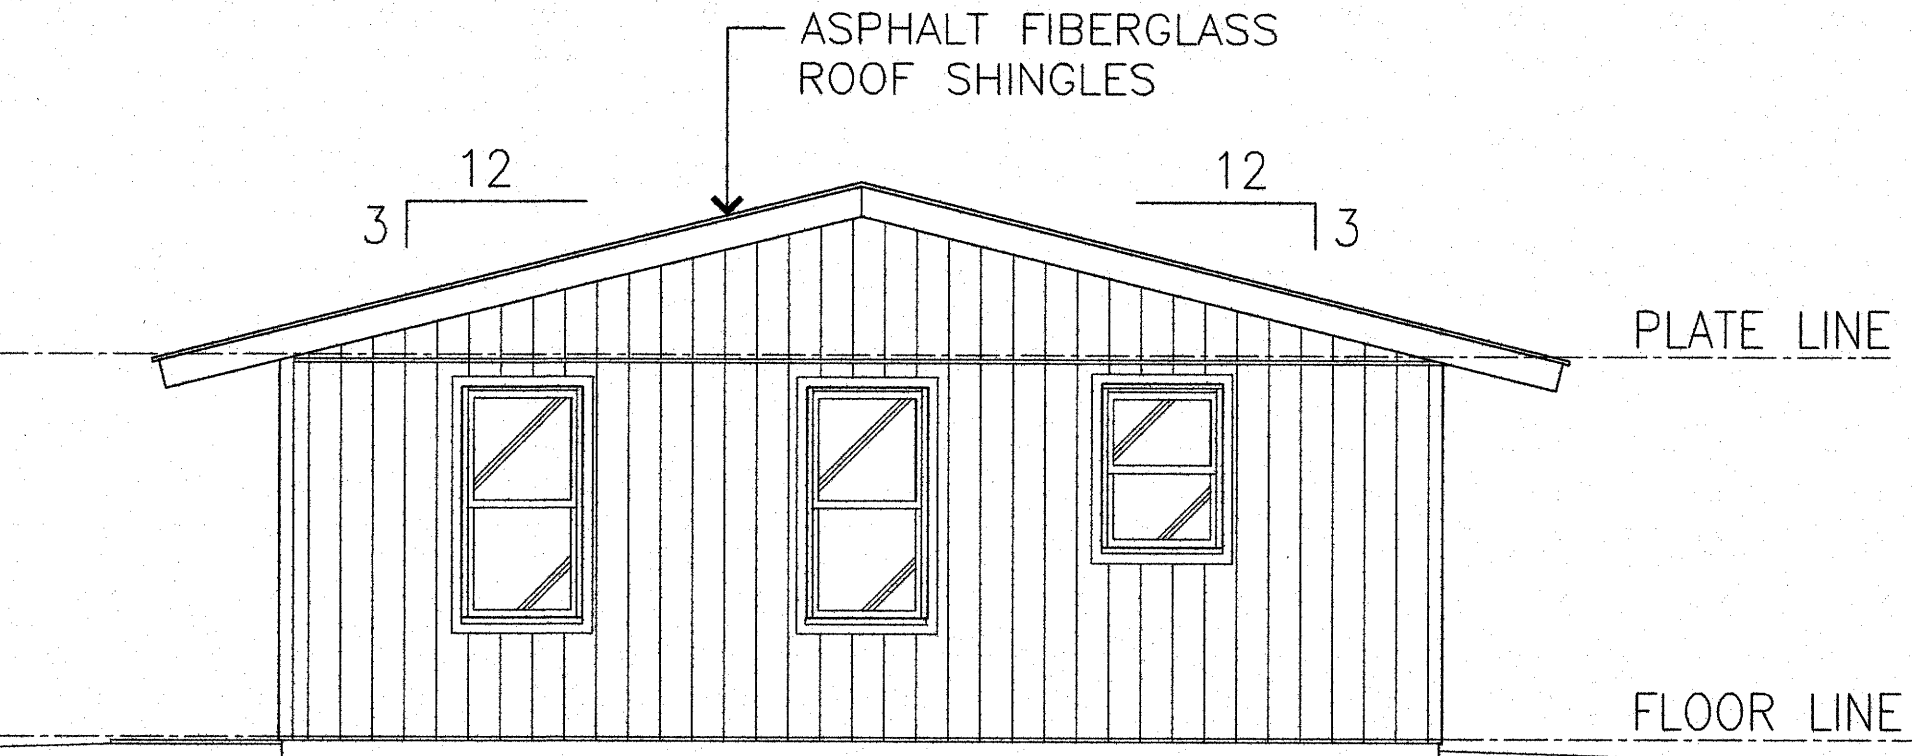 ASPHALT FIBERGLASS
ROOF SHINGLES
12
3
12
3
PLATE LINE
FLOOR LINE